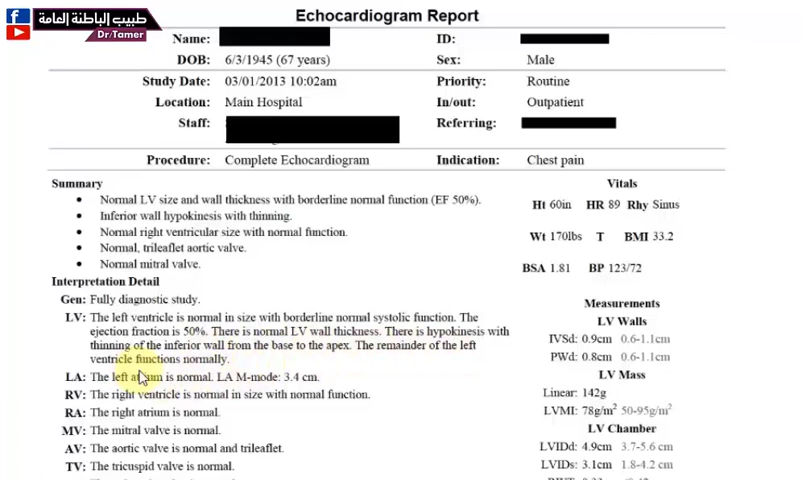 طبيب الباطنة العامة
Dr/Tamer
Echocardiogram Report
Name: ID:
DOB: 6/3/1945 (67 years) Sex: Male
Study Date: 03/01/2013 10:02am Priority: Routine
Location: Main Hospital In/out: Outpatient
Staff: Referring:
Procedure: Complete Echocardiogram Indication: Chest pain
Summary
• Normal LV size and wall thickness with borderline normal function (EF 50%).
• Inferior wall hypokinesis with thinning.
• Normal right ventricular size with normal function.
• Normal, trileaflet aortic valve.
• Normal mitral valve.
Interpretation Detail
Gen: Fully diagnostic study.
LV: The left ventricle is normal in size with borderline normal systolic function. The
ejection fraction is 50%. There is normal LV wall thickness. There is hypokinesis with
thinning of the inferior wall from the base to the apex. The remainder of the left
ventricle functions normally.
LA: The left atrium is normal. LA M-mode: 3.4 cm.
RV: The right ventricle is normal in size with normal function.
RA: The right atrium is normal.
MV: The mitral valve is normal.
AV: The aortic valve is normal and trileaflet.
TV: The tricuspid valve is normal.
Vitals
Ht 60in HR 89 Rhy Sinus
Wt 170lbs T BMI 33.2
BSA 1.81 BP 123/72
Measurements
LV Walls
IVSd: 0.9cm 0.6-1.1cm
PWd: 0.8cm 0.6-1.1cm
LV Mass
Linear: 142g
LVMI: 78g/m² 50-95g/m²
LV Chamber
LVIDd: 4.9cm 3.7-5.6 cm
LVIDs: 3.1cm 1.8-4.2 cm